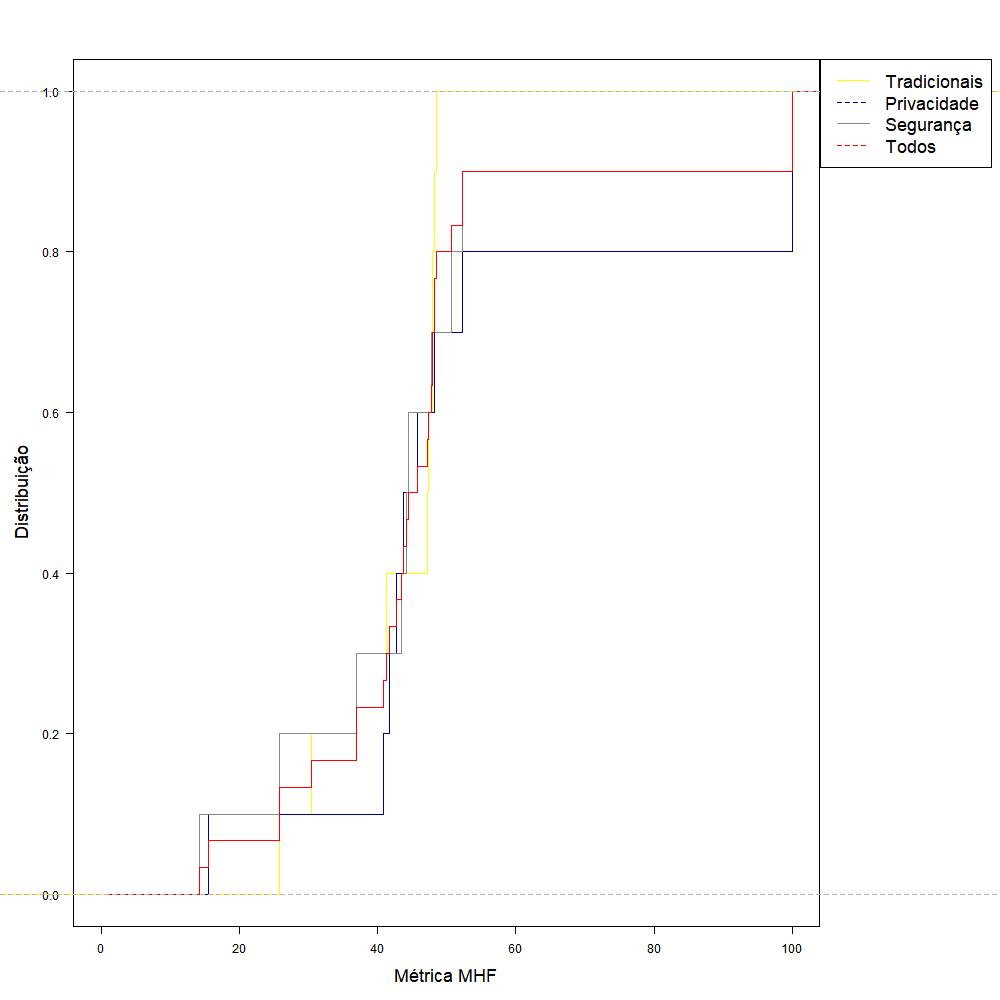 Tradicionais
Privacidade
Segurança
Todos
1.0
0.8
0.6
0.4
0.2
0.0
Distribuição
0 20 40 60 80 100
Métrica MHF